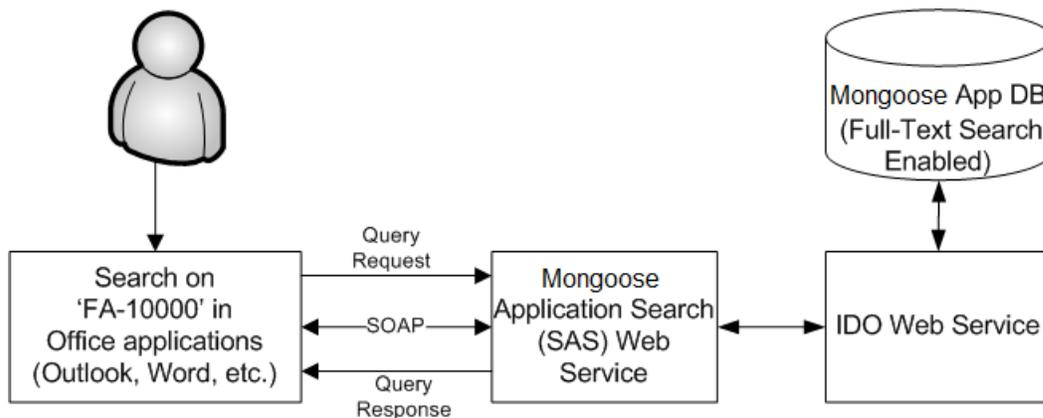 Mongoose App DB
(Full-Text Search
Enabled)
Query
Request
Search on
'FA-10000' in
Office applications
(Outlook, Word, etc.)
SOAP
Mongoose
Application Search
(SAS) Web
Service
IDO Web Service
Query
Response